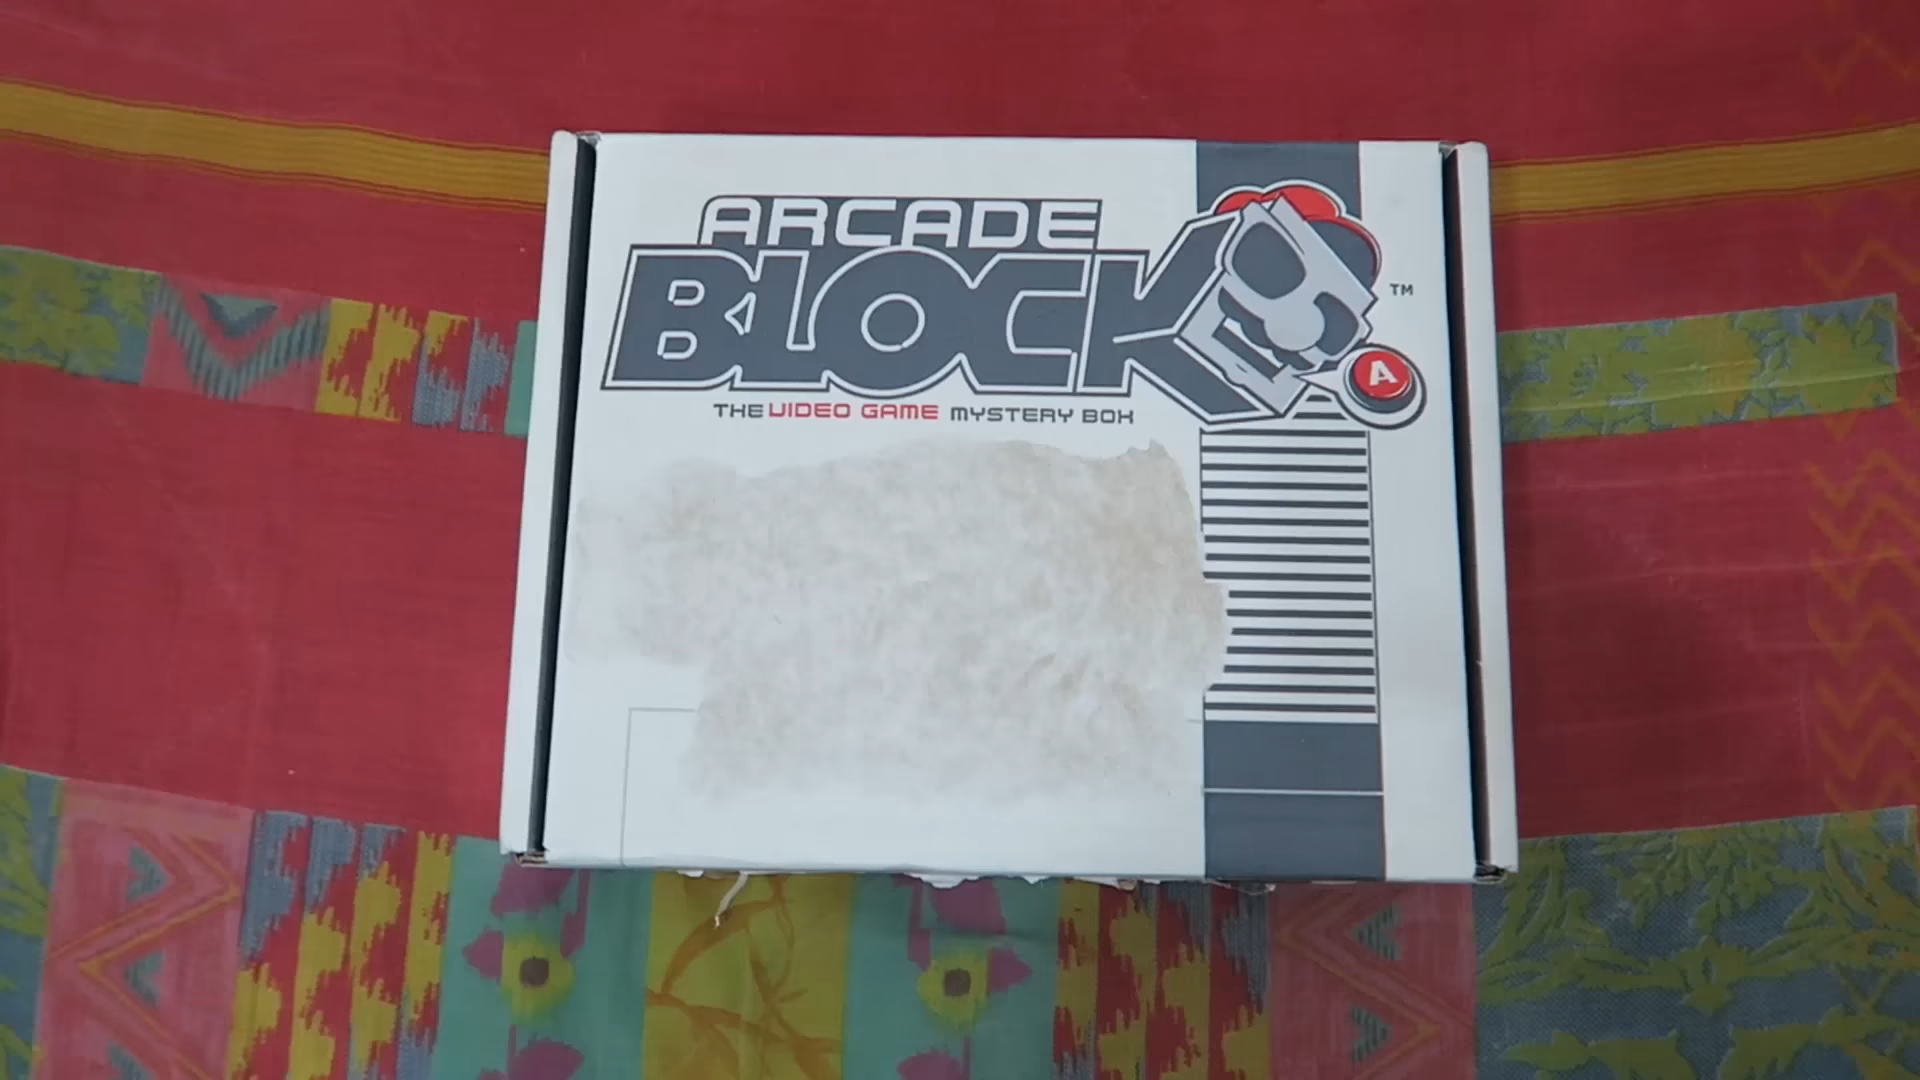 ARCADE
BLOCK
TM
A
THE VIDEO GAME MYSTERY BOX